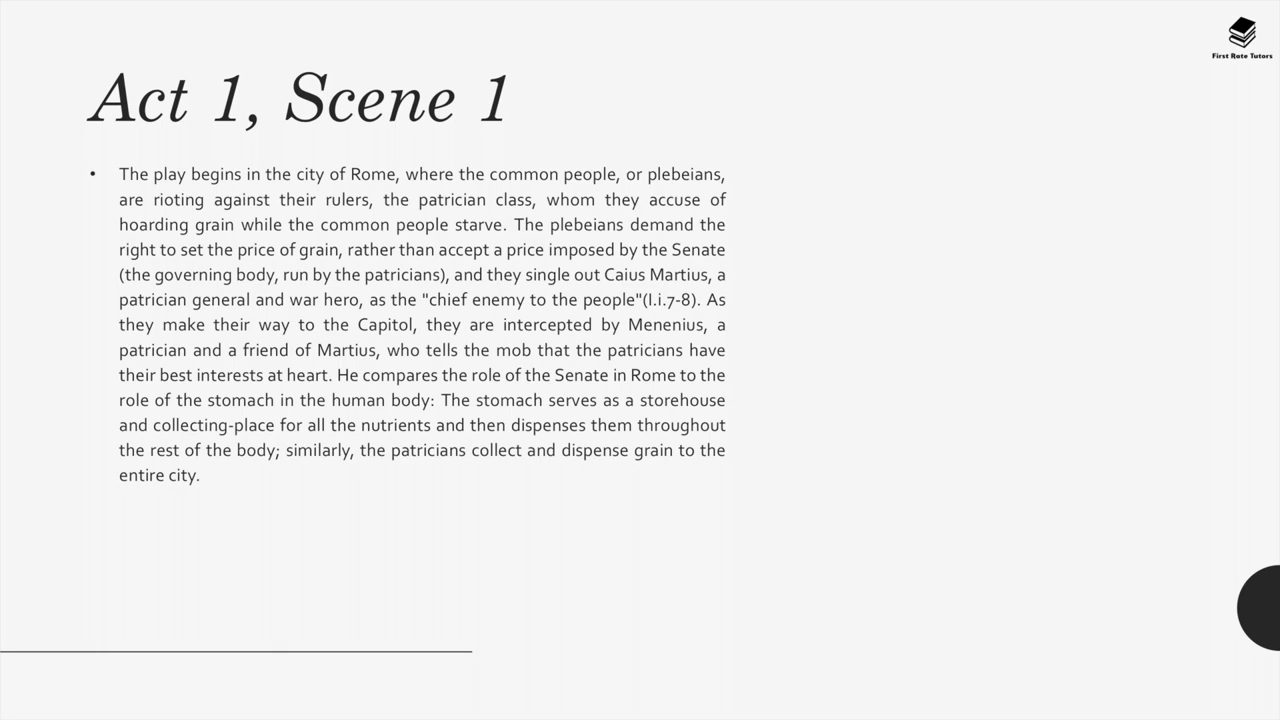 First Rate Tutors
Act 1, Scene 1
• The play begins in the city of Rome, where the common people, or plebeians,
are rioting against their rulers, the patrician class, whom they accuse of
hoarding grain while the common people starve. The plebeians demand the
right to set the price of grain, rather than accept a price imposed by the Senate
(the governing body, run by the patricians), and they single out Caius Martius, a
patrician general and war hero, as the "chief enemy to the people"(I.i.7-8). As
they make their way to the Capitol, they are intercepted by Menenius, a
patrician and a friend of Martius, who tells the mob that the patricians have
their best interests at heart. He compares the role of the Senate in Rome to the
role of the stomach in the human body: The stomach serves as a storehouse
and collecting-place for all the nutrients and then dispenses them throughout
the rest of the body; similarly, the patricians collect and dispense grain to the
entire city.